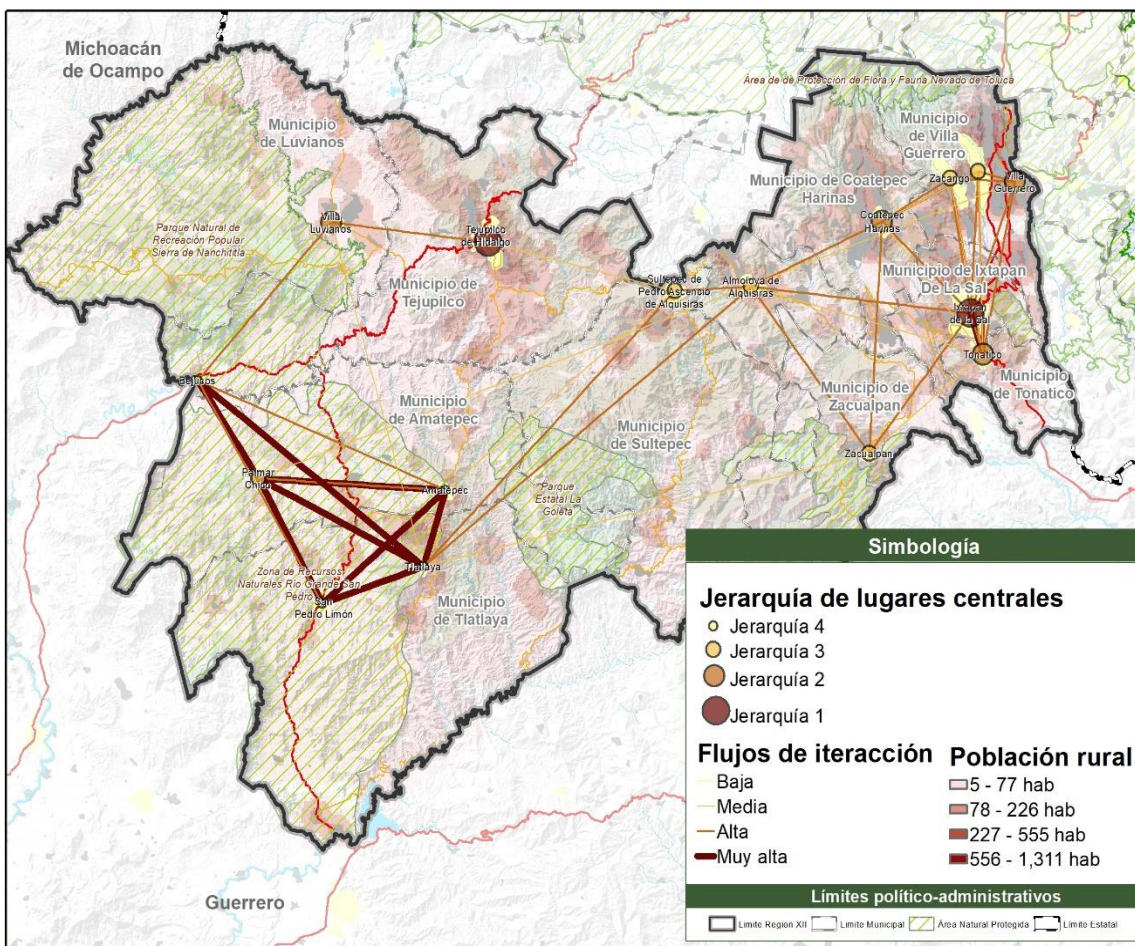 Michoacán
de Ocampo
Área de de Protección de Flora y Fauna Nevado de Toluca
Municipio
de Luvianos
Municipio
de Villa
Guerrero
Municipio de Coatepec
Harinas
Zacango
Villa
Guerrero
Villa
Luvianos
Tejupilco
de Hidalgo
Coatepec
Harinas
Parque Natural de
Recreación Popular
Sierra de Nanchititla
Municipio de
Tejupilco
Sultepec de
Pedro Ascencio
de Alquisiras
Almoloya de
Alquisiras
Municipio de Ixtapan
De La Sal
Ixtapan
de la Sal
Tonatico
Bejucos
Municipio
de Amatepec
Municipio de
Zacualpan
Municipio
de Tonatico
Municipio
de Sultepec
Zacualpan
Palmar
Chico
Amatepec
Parque
Estatal La
Goleta
Tlatlaya
Zona de Recursos
Naturales Río Grande San
Pedro
San
Pedro Limón
Municipio
de Tlatlaya
Guerrero
Simbología
Jerarquía de lugares centrales
Jerarquía 4
Jerarquía 3
Jerarquía 2
Jerarquía 1
Flujos de iteracción
Baja
Media
Alta
Muy alta
Población rural
5 - 77 hab
78 - 226 hab
227 - 555 hab
556 - 1,311 hab
Límites político-administrativos
Limite Region XII
Limite Municipal
Área Natural Protegida
Limite Estatal